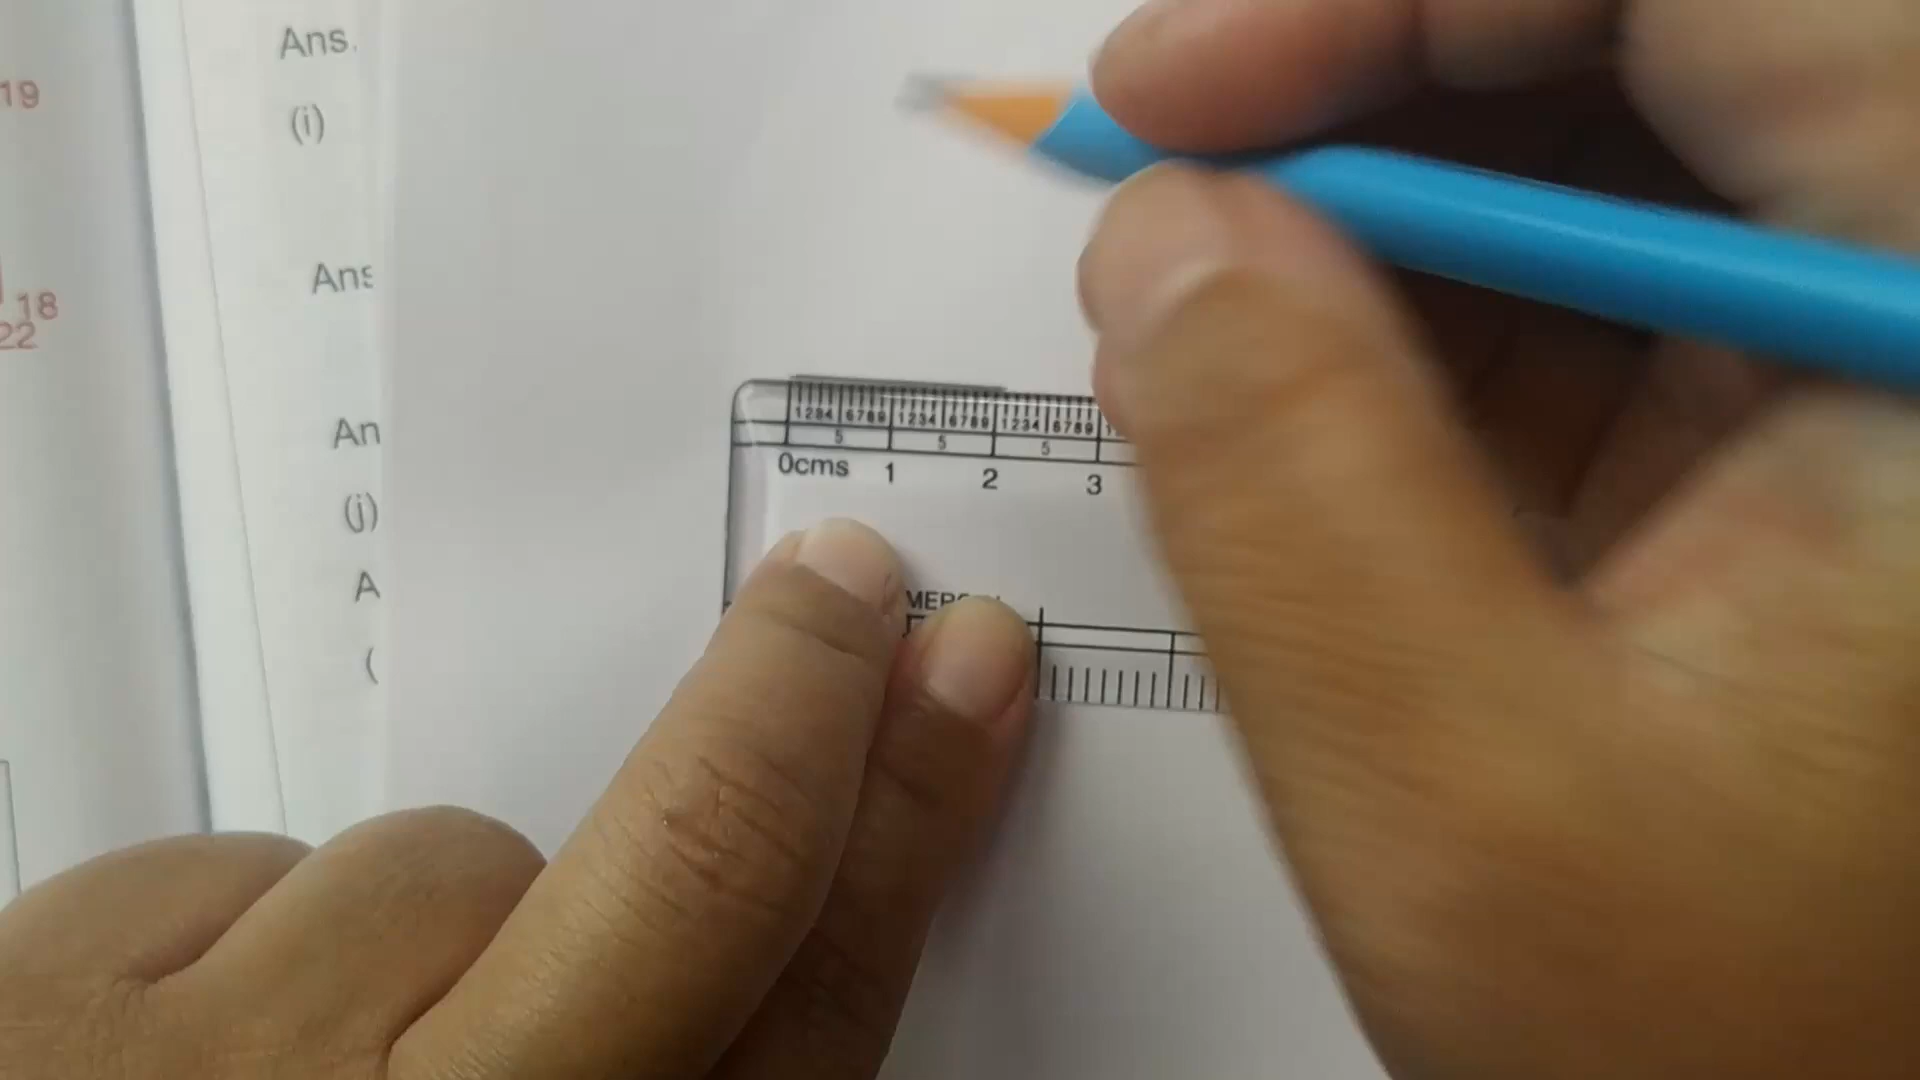 19
18
22
Ans.
(i)
Ans
An
(j)
A
(
1234 6789 1234 6789 1234 6789 1
5 5 5
0cms 1 2 3